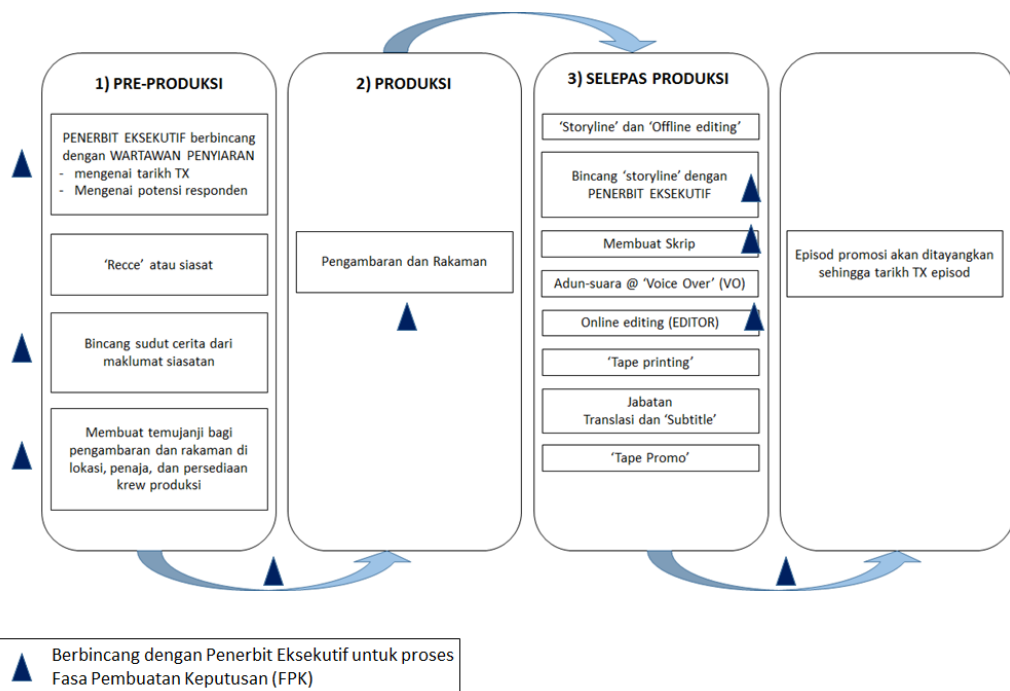 1) PRE-PRODUKSI
PENERBIT EKSEKUTIF berbincang
dengan WARTAWAN PENYIARAN
- mengenai tarikh TX
- Mengenai potensi responden
‘Recce’ atau siasat
Bincang sudut cerita dari
maklumat siasatan
Membuat temujanji bagi
pengambaran dan rakaman di
lokasi, penaja, dan persediaan
krew produksi
2) PRODUKSI
Pengambaran dan Rakaman
3) SELEPAS PRODUKSI
‘Storyline’ dan ‘Offline editing’
Bincang ‘storyline’ dengan
PENERBIT EKSEKUTIF
Membuat Skrip
Adun-suara @ ‘Voice Over’ (VO)
Online editing (EDITOR)
‘Tape printing’
Jabatan
Translasi dan ‘Subtitle’
‘Tape Promo’
Episod promosi akan ditayangkan
sehingga tarikh TX episod
Berbincang dengan Penerbit Eksekutif untuk proses
Fasa Pembuatan Keputusan (FPK)